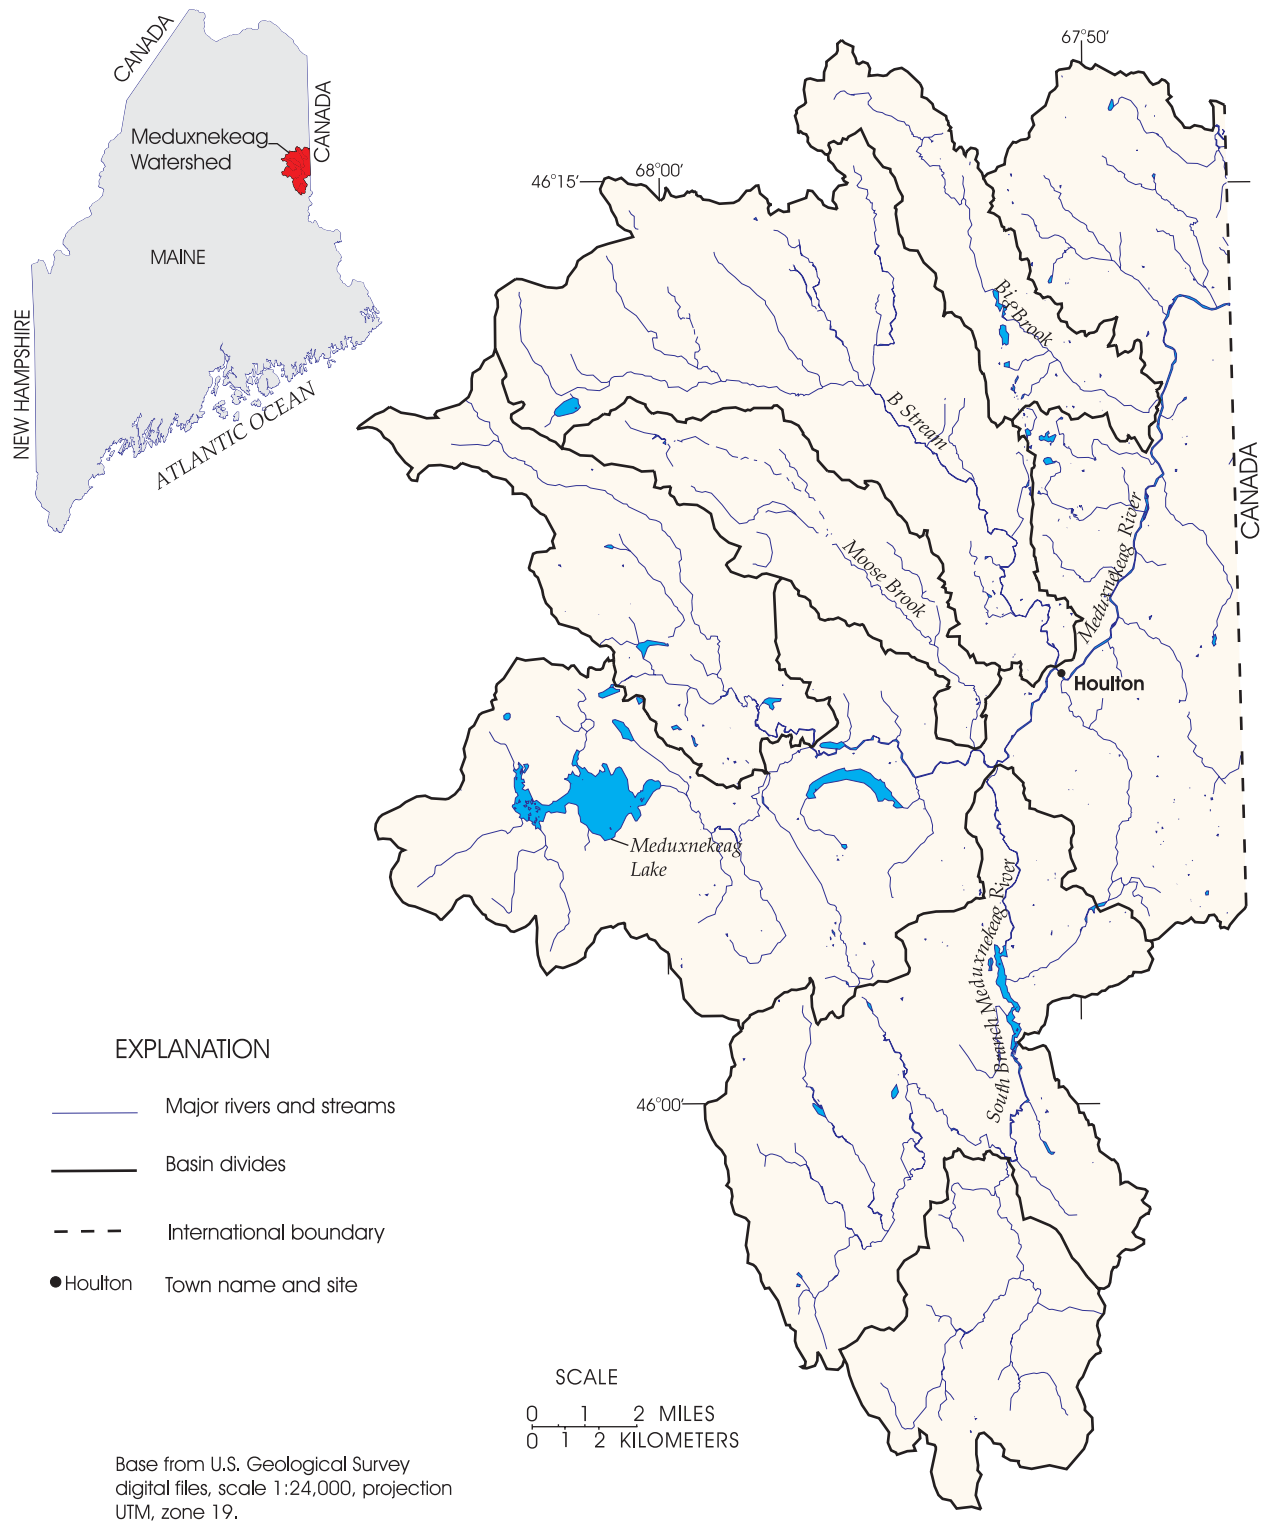 CANADA
CANADA
Meduxnekeag
Watershed
MAINE
NEW HAMPSHIRE
ATLANTIC OCEAN
67°50'
46°15'
68°00'
Big Brook
B Stream
CANADA
Meduxnekeag River
Moose Brook
Houlton
Meduxnekeag
Lake
South Branch Meduxnekeag River
46°00'
EXPLANATION
Major rivers and streams
Basin divides
International boundary
Houlton Town name and site
SCALE
0 1 2 MILES
0 1 2 KILOMETERS
Base from U.S. Geological Survey
digital files, scale 1:24,000, projection
UTM, zone 19.